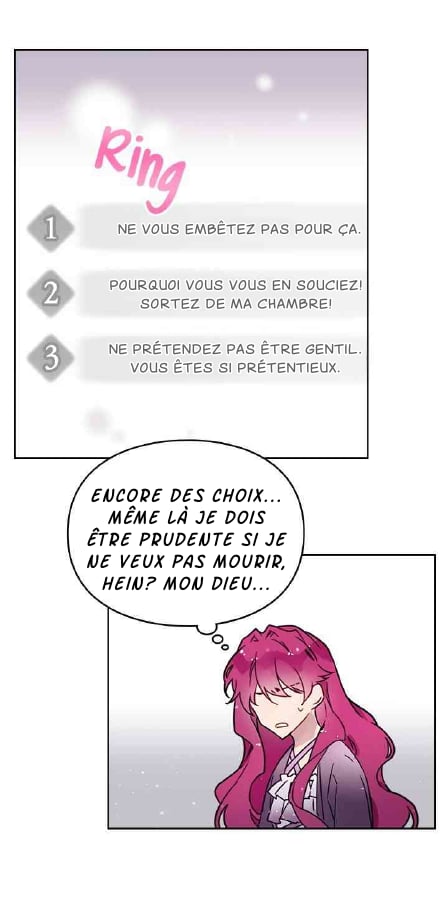 Ring
1 NE VOUS EMBÊTEZ PAS POUR ÇA.
2 POURQUOI VOUS VOUS EN SOUCIEZ!
SORTEZ DE MA CHAMBRE!
3 NE PRÉTENDEZ PAS ÊTRE GENTIL.
VOUS ÊTES SI PRÉTENTIEUX.
ENCORE DES CHOIX...
MÊME LÀ JE DOIS
ÊTRE PRUDENTE SI JE
NE VEUX PAS MOURIR,
HEIN? MON DIEU...